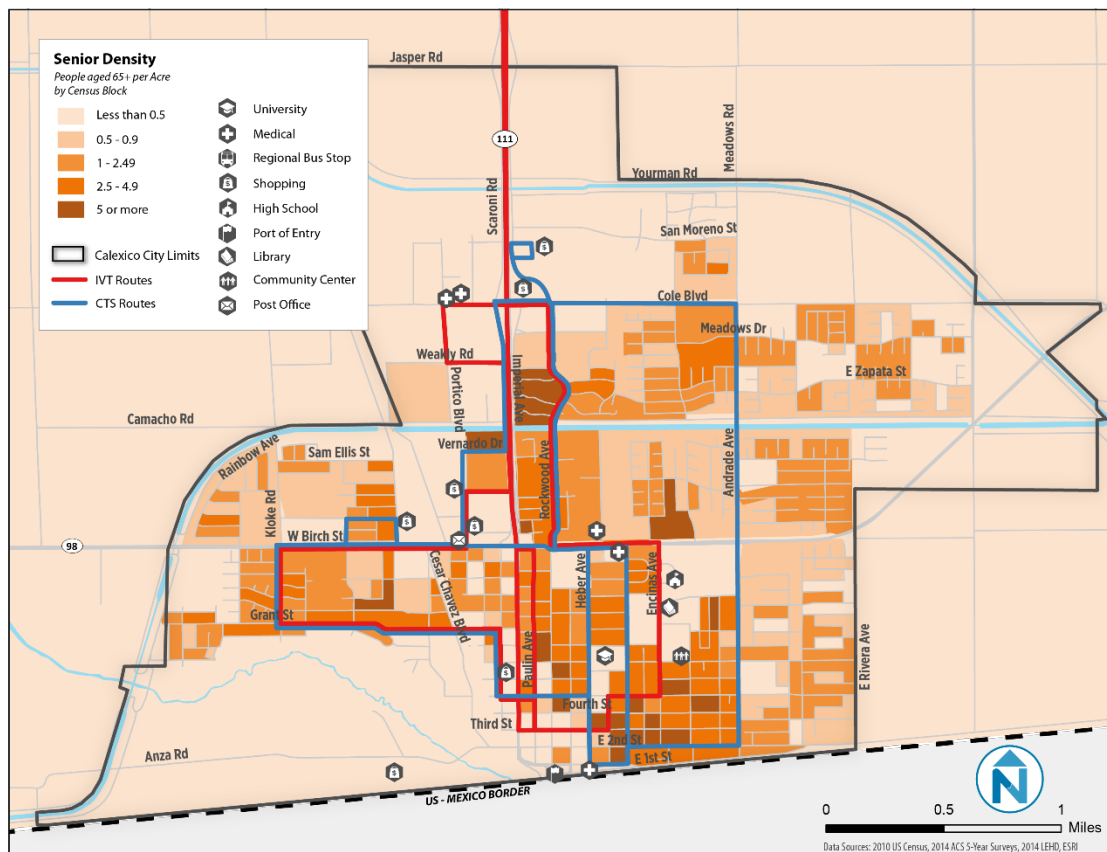 Senior Density
People aged 65+ per Acre
by Census Block
Less than 0.5
0.5 - 0.9
1 - 2.49
2.5 - 4.9
5 or more
Calexico City Limits
IVT Routes
CTS Routes
University
Medical
Regional Bus Stop
Shopping
High School
Port of Entry
Library
Community Center
Post Office
Jasper Rd
111
Scaroni Rd
Meadows Rd
Yourman Rd
San Moreno St
Cole Blvd
Meadows Dr
Weakly Rd
E Zapata St
Portico Blvd
Imperial Ave
Camacho Rd
Rainbow Ave
Vernardo Dr
Sam Ellis St
Rockwood Ave
Andrade Ave
Kloke Rd
W Birch St
98
Cesar Chavez Blvd
Heber Ave
Encinas Ave
Grant St
Paulin Ave
E Rivera Ave
Fourth St
Third St
E 2nd St
E 1st St
Anza Rd
US - MEXICO BORDER
N
0 0.5 1
Miles
Data Sources: 2010 US Census, 2014 ACS 5-Year Surveys, 2014 LEHD, ESRI